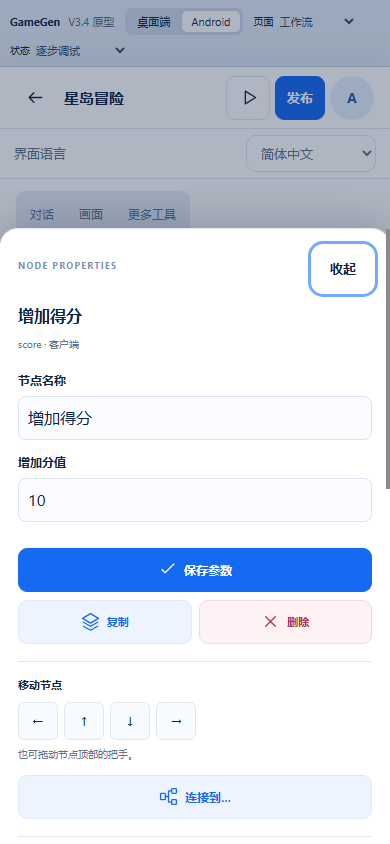 GameGen V3.4 原型 桌面端 Android 页面 工作流
状态 逐步调试
← 星岛冒险 发布 A
界面语言 简体中文
对话 画面 更多工具
NODE PROPERTIES 收起
增加得分
score · 客户端
节点名称
增加得分
增加分值
10
保存参数
复制 删除
移动节点
← ↑ ↓ →
也可拖动节点顶部的把手。
连接到...